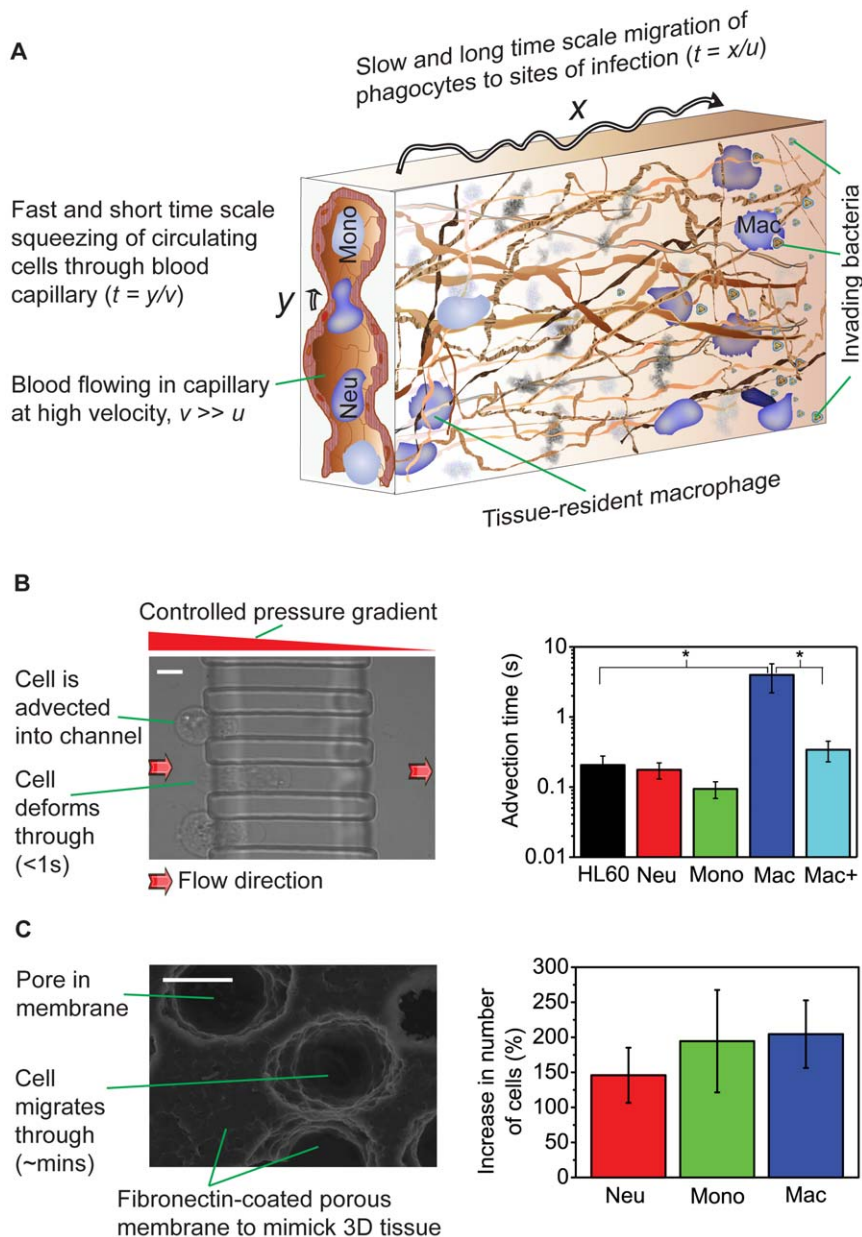 A
Slow and long time scale migration of
phagocytes to sites of infection (t = x/u)
x
Fast and short time scale
squeezing of circulating
cells through blood
capillary (t = y/v)
y
Mono
Mac
Invading bacteria
Blood flowing in capillary
at high velocity, v >> u
Neu
Tissue-resident macrophage
B
Controlled pressure gradient
Cell is
advected
into channel
Cell
deforms
through
(<1s)
Flow direction
Advection time (s)
10
1
0.1
0.01
*
*
HL60 Neu Mono Mac Mac+
C
Pore in
membrane
Cell
migrates
through
(~mins)
Fibronectin-coated porous
membrane to mimick 3D tissue
Increase in number
of cells (%)
300
250
200
150
100
50
0
Neu Mono Mac